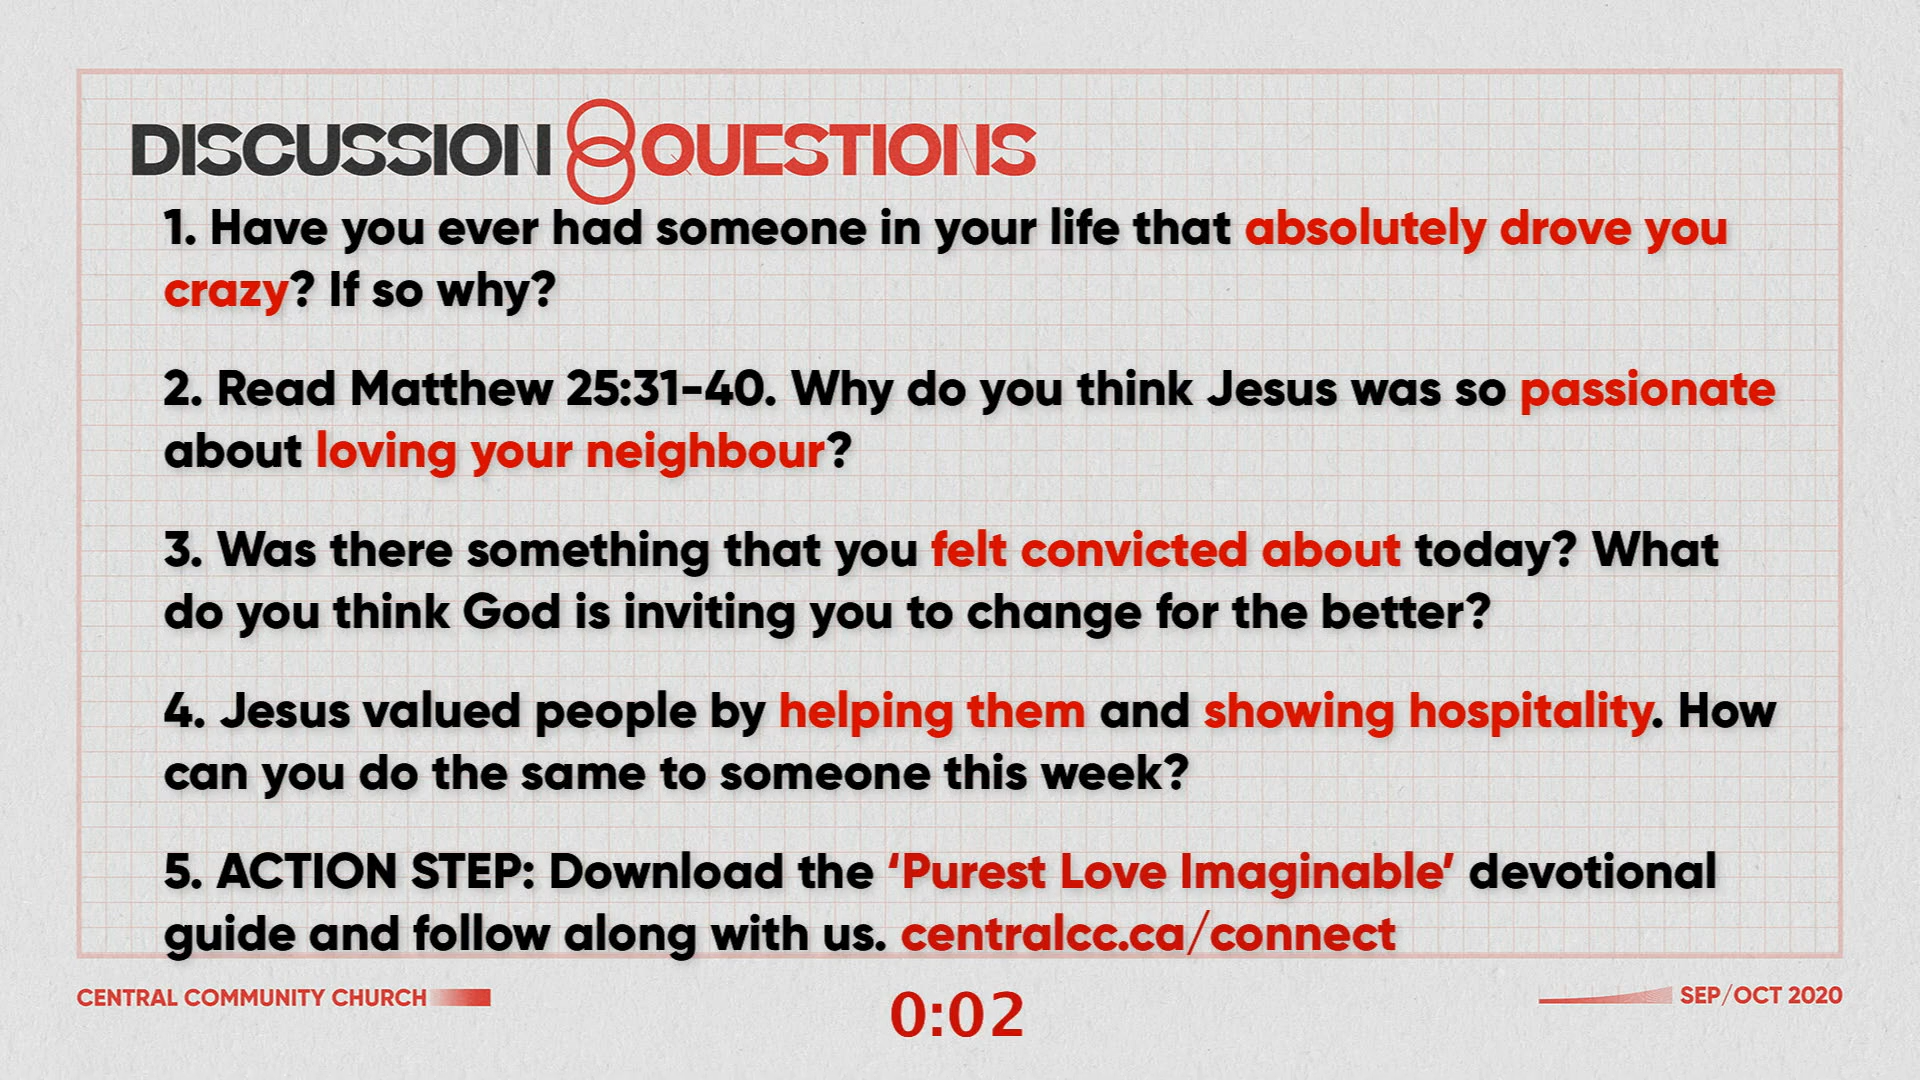 DISCUSSION QUESTIONS
1. Have you ever had someone in your life that absolutely drove you
crazy? If so why?
2. Read Matthew 25:31-40. Why do you think Jesus was so passionate
about loving your neighbour?
3. Was there something that you felt convicted about today? What
do you think God is inviting you to change for the better?
4. Jesus valued people by helping them and showing hospitality. How
can you do the same to someone this week?
5. ACTION STEP: Download the ‘Purest Love Imaginable’ devotional
guide and follow along with us. centralcc.ca/connect
CENTRAL COMMUNITY CHURCH
0:02
SEP/OCT 2020